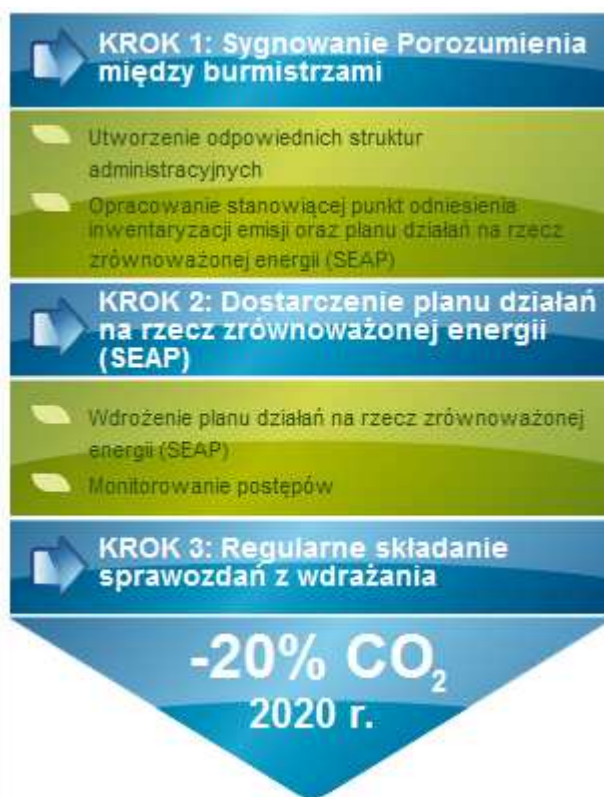 KROK 1: Sygnowanie Porozumienia
między burmistrzami
Utworzenie odpowiednich struktur
administracyjnych
Opracowanie stanowiącej punkt odniesienia
inwentaryzacji emisji oraz planu działań na rzecz
zrównoważonej energii (SEAP)
KROK 2: Dostarczenie planu działań
na rzecz zrównoważonej energii
(SEAP)
Wdrożenie planu działań na rzecz zrównoważonej
energii (SEAP)
Monitorowanie postępów
KROK 3: Regularne składanie
sprawozdań z wdrażania
-20% CO₂
2020 r.